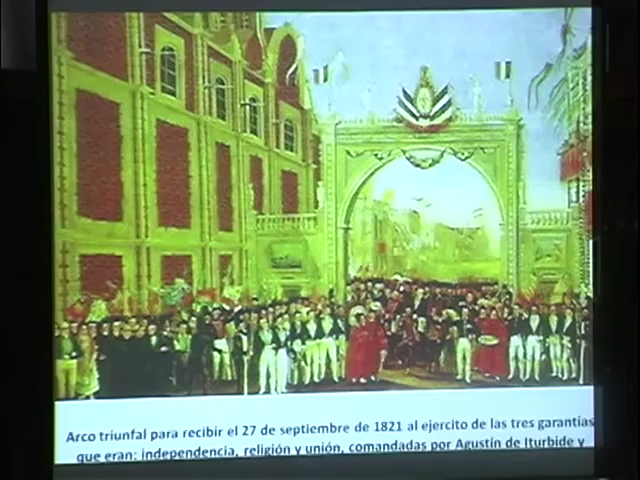 Arco triunfal para recibir el 27 de septiembre de 1821 al ejercito de las tres garantias
que eran: independencia, religión y unión, comandadas por Agustín de Iturbide y